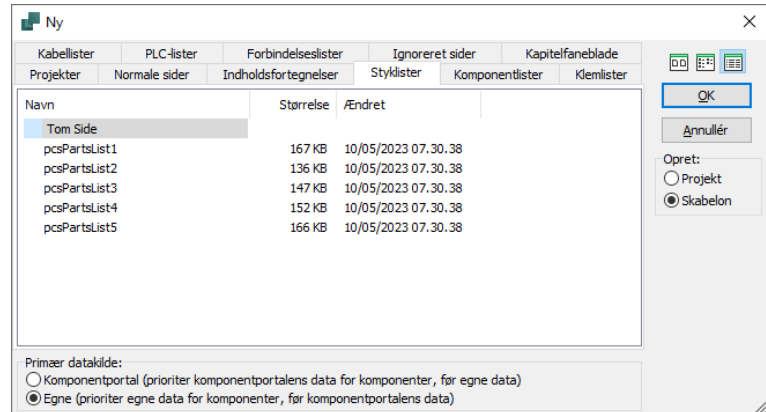 Ny
Kabellister PLC-lister Forbindelseslister Ignoreret sider Kapitelfaneblade
Projekter Normale sider Indholdsfortegnelser Styklister Komponentlister Klemlister
Navn Størrelse Ændret
Tom Side
pcsPartsList1 167 KB 10/05/2023 07.30.38
pcsPartsList2 136 KB 10/05/2023 07.30.38
pcsPartsList3 147 KB 10/05/2023 07.30.38
pcsPartsList4 152 KB 10/05/2023 07.30.38
pcsPartsList5 166 KB 10/05/2023 07.30.38
OK
Annullér
Opret:
Projekt
Skabelon
Primær datakilde:
Komponentportal (prioriter komponentportalens data for komponenter, før egne data)
Egne (prioriter egne data for komponenter, før komponentportalens data)